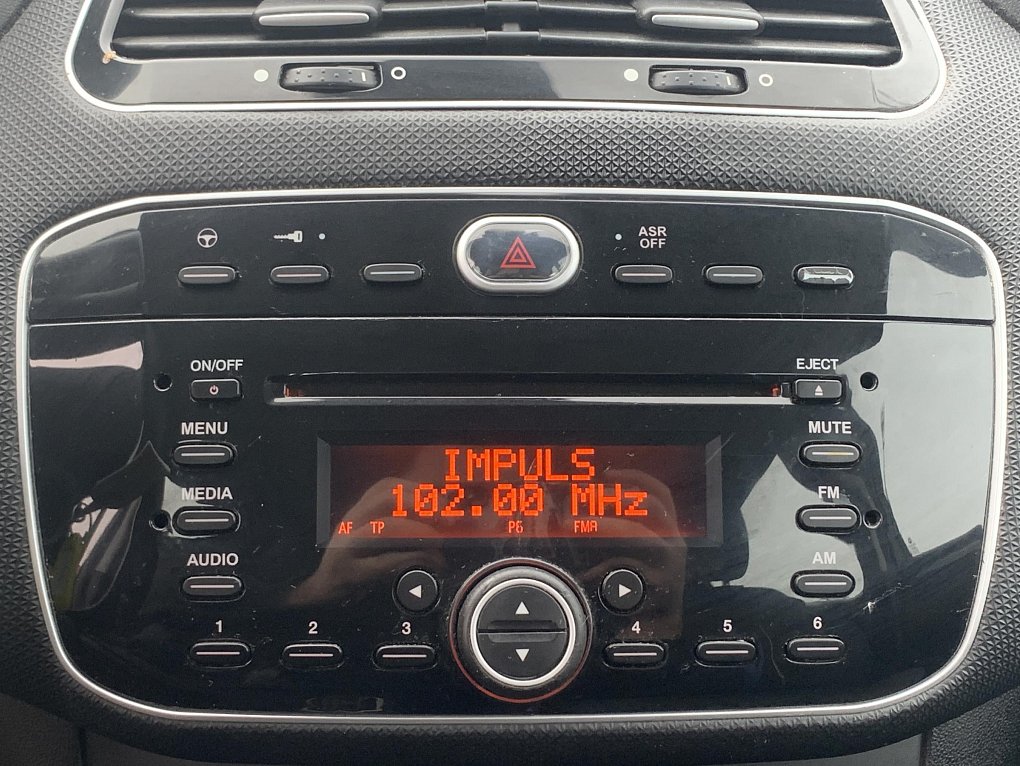 ASR
OFF
ON/OFF
EJECT
MENU
MUTE
IMPULS
MEDIA
102.00 MHz
FM
AF TP P6 FMA
AUDIO
AM
1 2 3 4 5 6